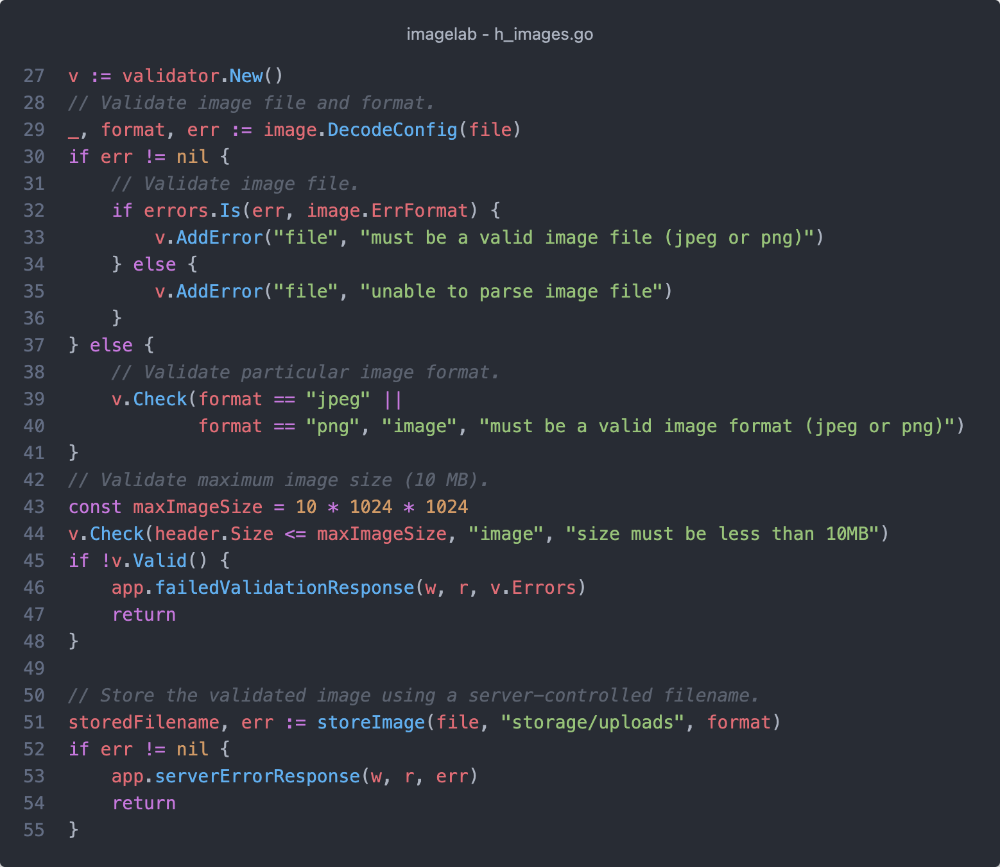 imagelab - h_images.go
27 v := validator.New()
28 // Validate image file and format.
29 _, format, err := image.DecodeConfig(file)
30 if err != nil {
31     // Validate image file.
32     if errors.Is(err, image.ErrFormat) {
33         v.AddError("file", "must be a valid image file (jpeg or png)")
34     } else {
35         v.AddError("file", "unable to parse image file")
36     }
37 } else {
38     // Validate particular image format.
39     v.Check(format == "jpeg" ||
40             format == "png", "image", "must be a valid image format (jpeg or png)")
41 }
42 // Validate maximum image size (10 MB).
43 const maxImageSize = 10 * 1024 * 1024
44 v.Check(header.Size <= maxImageSize, "image", "size must be less than 10MB")
45 if !v.Valid() {
46     app.failedValidationResponse(w, r, v.Errors)
47     return
48 }
49
50 // Store the validated image using a server-controlled filename.
51 storedFilename, err := storeImage(file, "storage/uploads", format)
52 if err != nil {
53     app.serverErrorResponse(w, r, err)
54     return
55 }